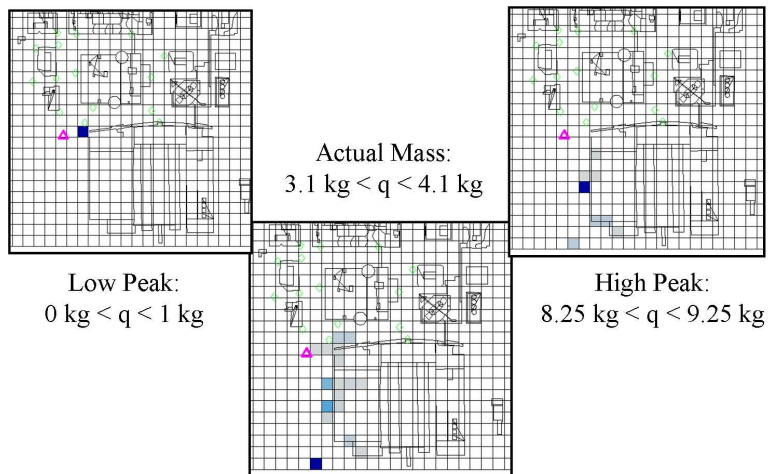 Actual Mass:
3.1 kg < q < 4.1 kg
Low Peak:
0 kg < q < 1 kg
High Peak:
8.25 kg < q < 9.25 kg